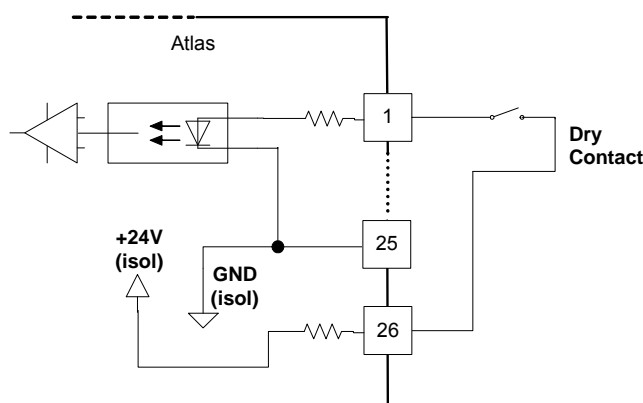 Atlas
1
Dry
Contact
25
+24V
(isol)
GND
(isol)
26